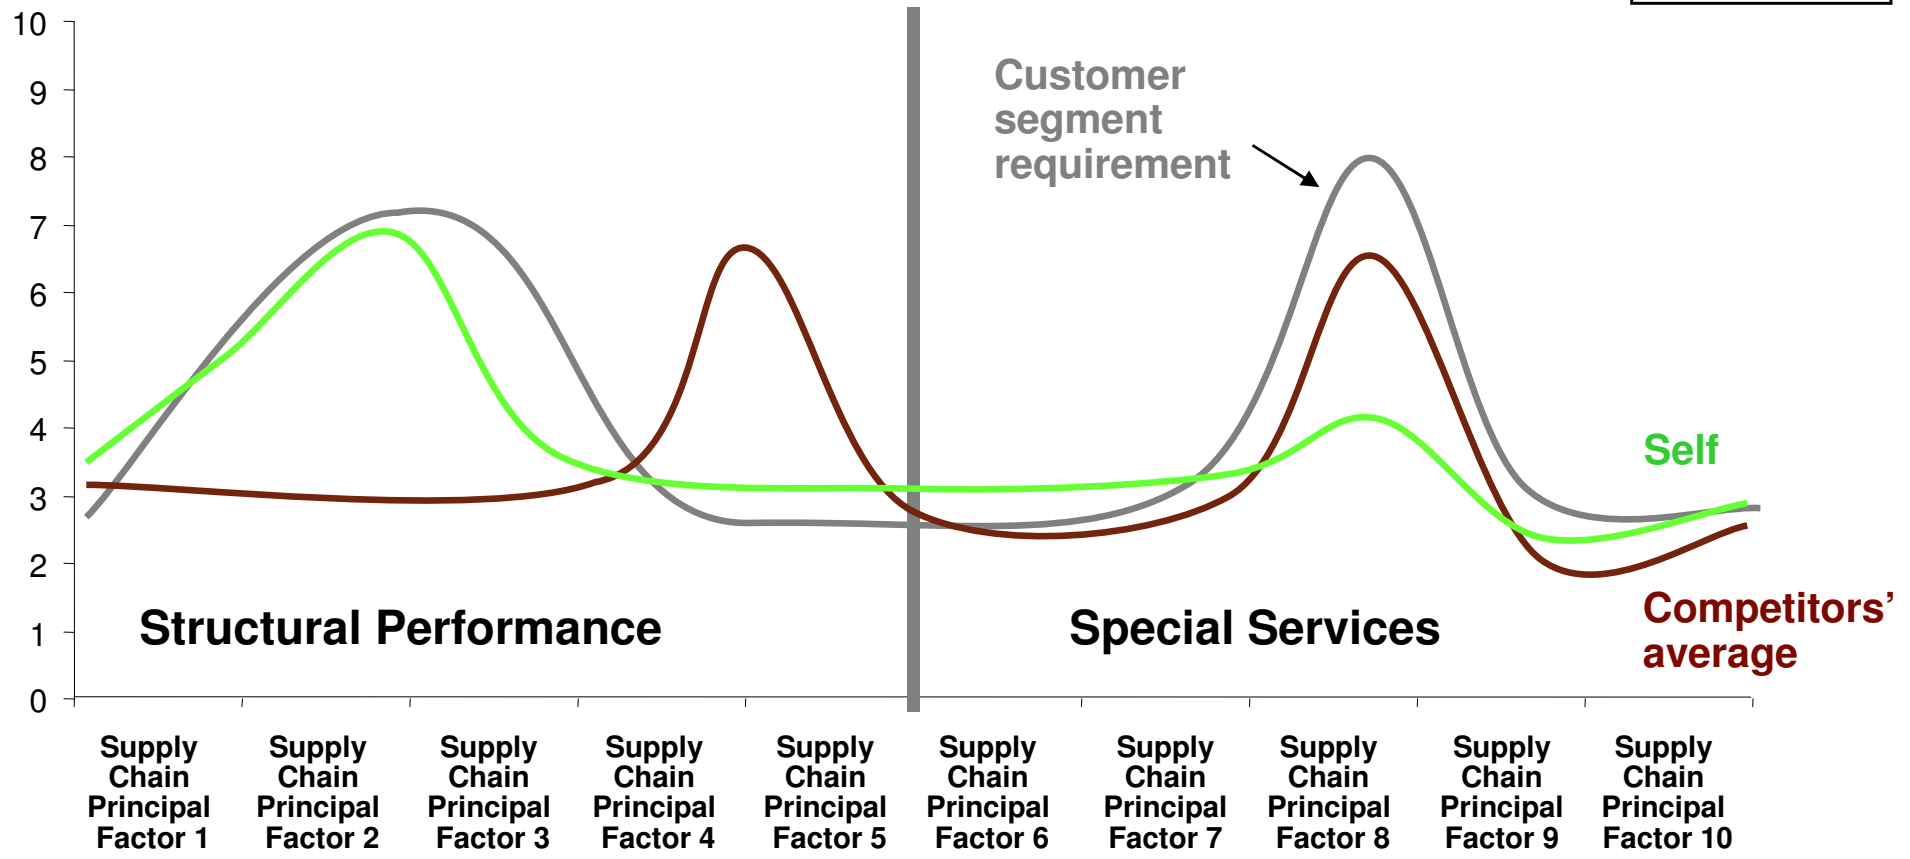 10
9
8
7
6
5
4
3
2
1
0
Customer
segment
requirement
Self
Competitors’
average
Structural Performance
Special Services
Supply
Chain
Principal
Factor 1
Supply
Chain
Principal
Factor 2
Supply
Chain
Principal
Factor 3
Supply
Chain
Principal
Factor 4
Supply
Chain
Principal
Factor 5
Supply
Chain
Principal
Factor 6
Supply
Chain
Principal
Factor 7
Supply
Chain
Principal
Factor 8
Supply
Chain
Principal
Factor 9
Supply
Chain
Principal
Factor 10